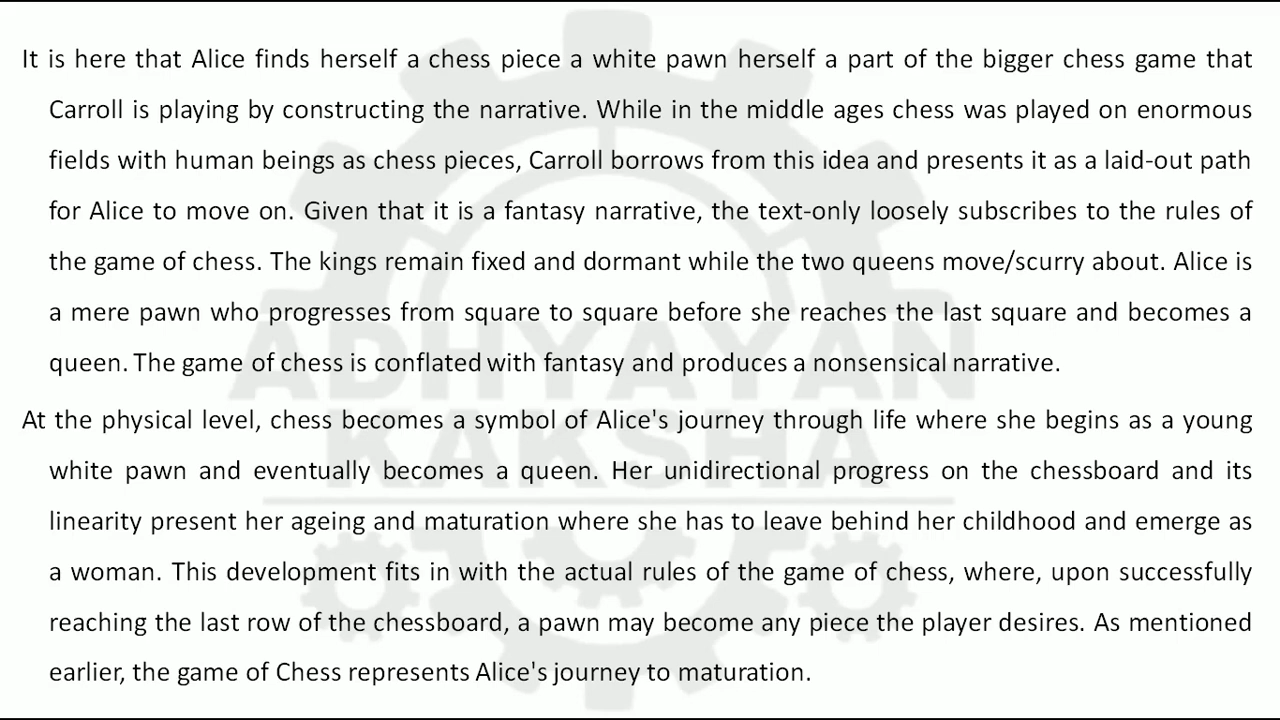 It is here that Alice finds herself a chess piece a white pawn herself a part of the bigger chess game that
Carroll is playing by constructing the narrative. While in the middle ages chess was played on enormous
fields with human beings as chess pieces, Carroll borrows from this idea and presents it as a laid-out path
for Alice to move on. Given that it is a fantasy narrative, the text-only loosely subscribes to the rules of
the game of chess. The kings remain fixed and dormant while the two queens move/scurry about. Alice is
a mere pawn who progresses from square to square before she reaches the last square and becomes a
queen. The game of chess is conflated with fantasy and produces a nonsensical narrative.
At the physical level, chess becomes a symbol of Alice's journey through life where she begins as a young
white pawn and eventually becomes a queen. Her unidirectional progress on the chessboard and its
linearity present her ageing and maturation where she has to leave behind her childhood and emerge as
a woman. This development fits in with the actual rules of the game of chess, where, upon successfully
reaching the last row of the chessboard, a pawn may become any piece the player desires. As mentioned
earlier, the game of Chess represents Alice's journey to maturation.
ADHYAYAN
KAKSHA